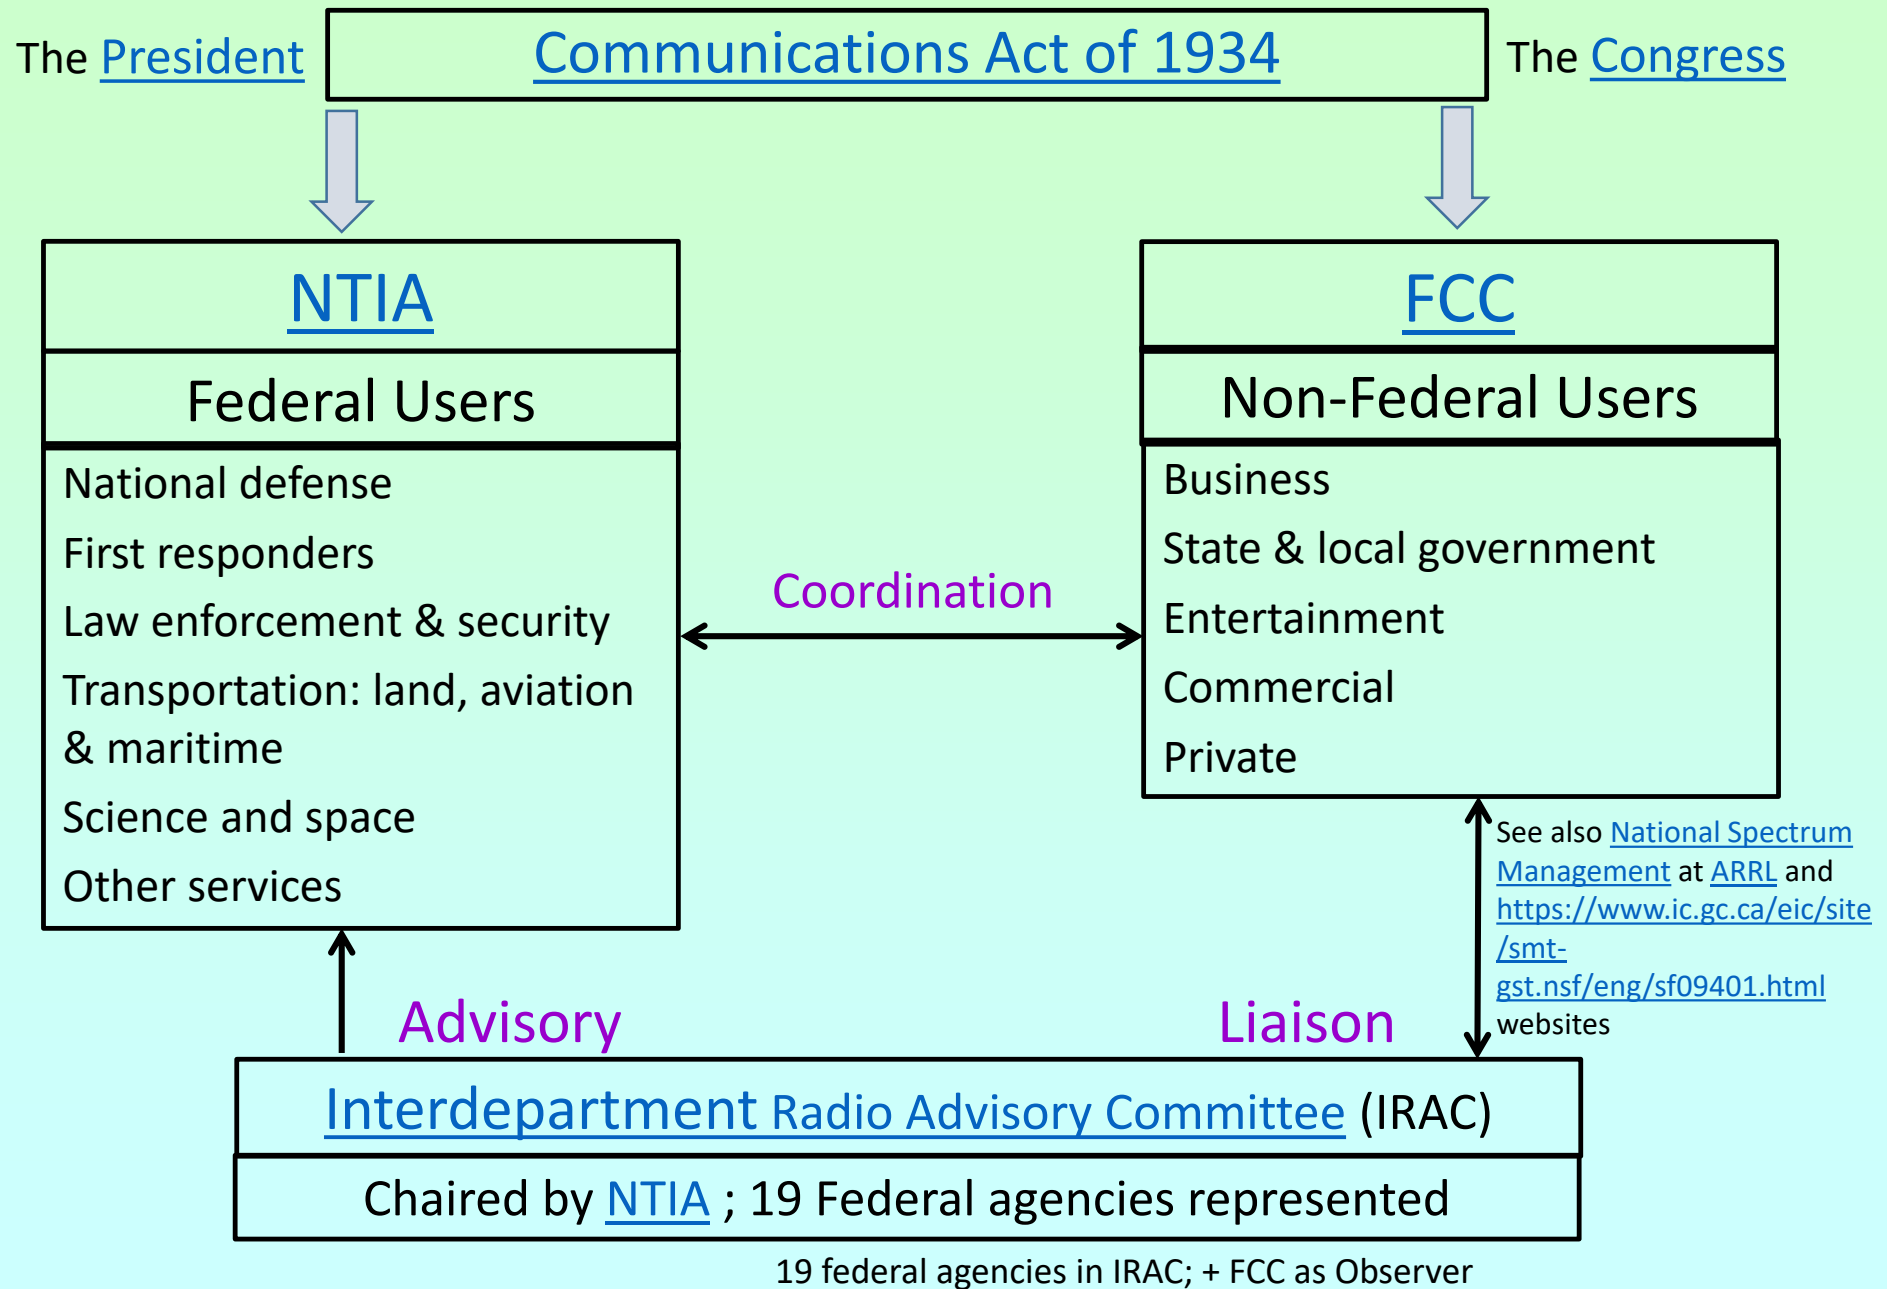 The President
Communications Act of 1934
The Congress
NTIA
Federal Users
National defense
First responders
Law enforcement & security
Transportation: land, aviation
& maritime
Science and space
Other services
Coordination
FCC
Non-Federal Users
Business
State & local government
Entertainment
Commercial
Private
See also National Spectrum
Management at ARRL and
https://www.ic.gc.ca/eic/site
/smt-
gst.nsf/eng/sf09401.html
websites
Advisory
Liaison
Interdepartment Radio Advisory Committee (IRAC)
Chaired by NTIA ; 19 Federal agencies represented
19 federal agencies in IRAC; + FCC as Observer